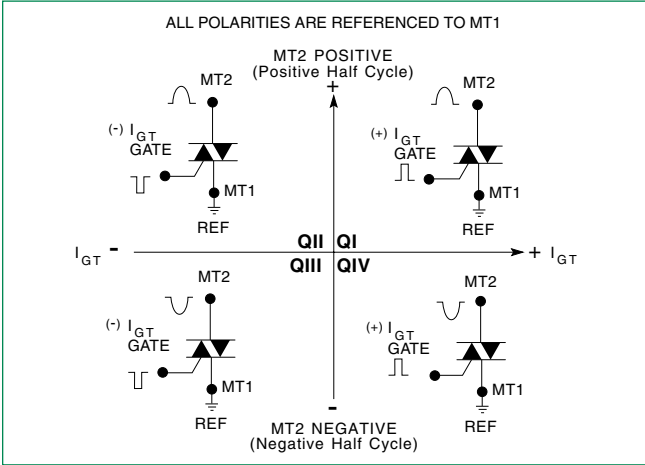 ALL POLARITIES ARE REFERENCED TO MT1
MT2 POSITIVE
(Positive Half Cycle)
+
MT2
(-) IGT
GATE
MT1
REF
MT2
(+) IGT
GATE
MT1
REF
IGT -
QII QI
QIII QIV
+ IGT
MT2
(-) IGT
GATE
MT1
REF
MT2
(+) IGT
GATE
MT1
REF
-
MT2 NEGATIVE
(Negative Half Cycle)